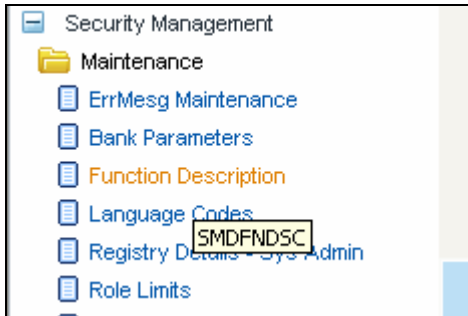 Security Management
Maintenance
ErrMesg Maintenance
Bank Parameters
Function Description
Language Codes
SMDFNDSC
Registry Details - Sys Admin
Role Limits